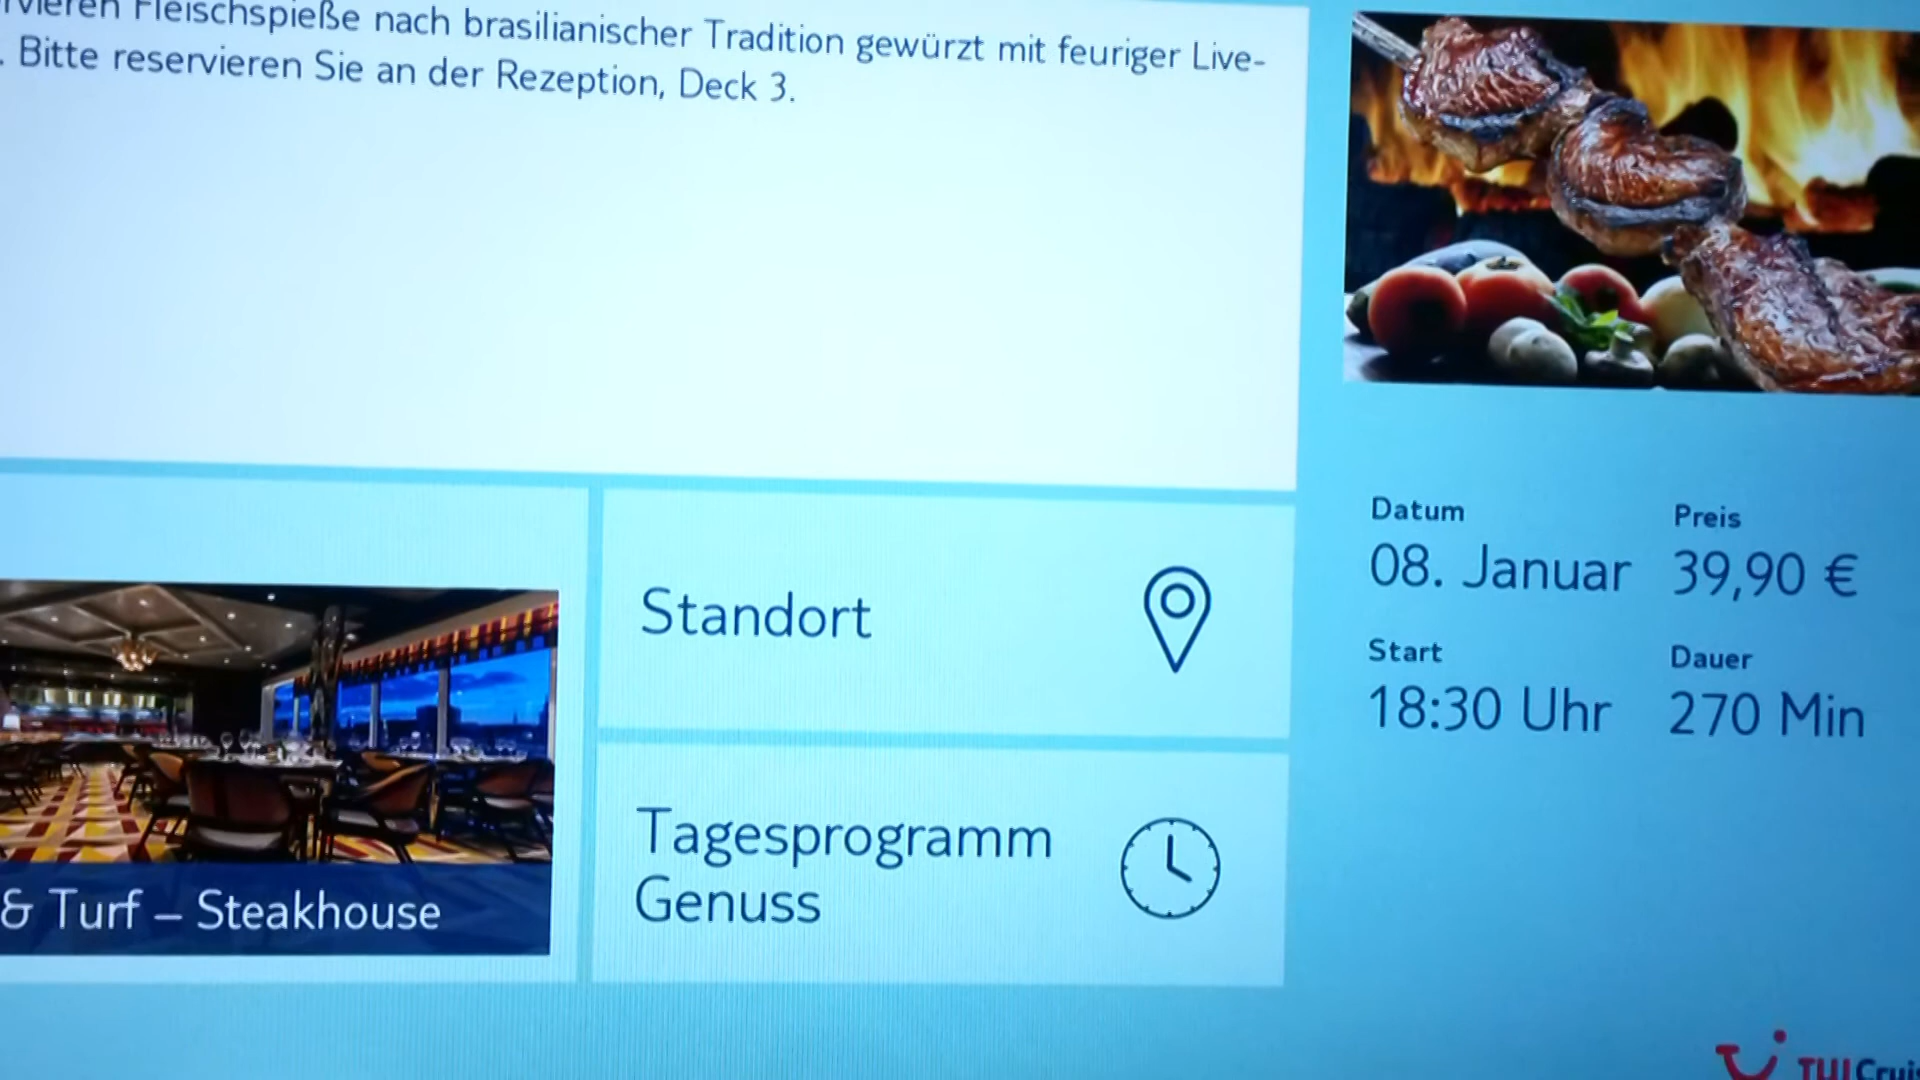 Fleischspieße nach brasilianischer Tradition gewürzt mit feuriger Live-
. Bitte reservieren Sie an der Rezeption, Deck 3.
Datum
08. Januar
Preis
39,90 €
Start
18:30 Uhr
Dauer
270 Min
Standort
Tagesprogramm
Genuss
& Turf – Steakhouse
TUI